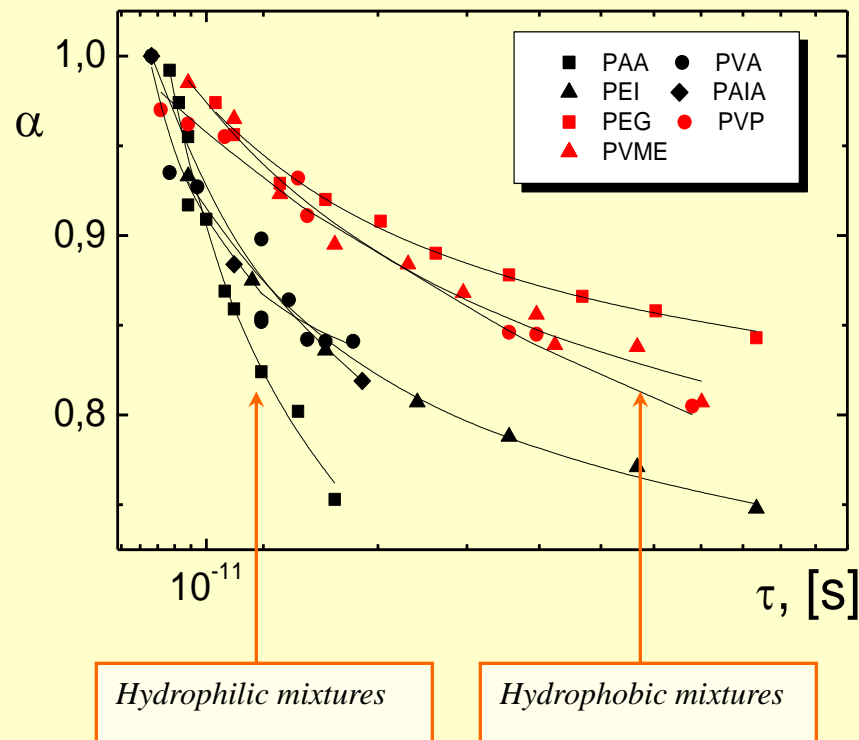 1,0
α
0,9
0,8
PAA PVA
PEI PAIA
PEG PVP
PVME
10-11
τ, [s]
Hydrophilic mixtures
Hydrophobic mixtures